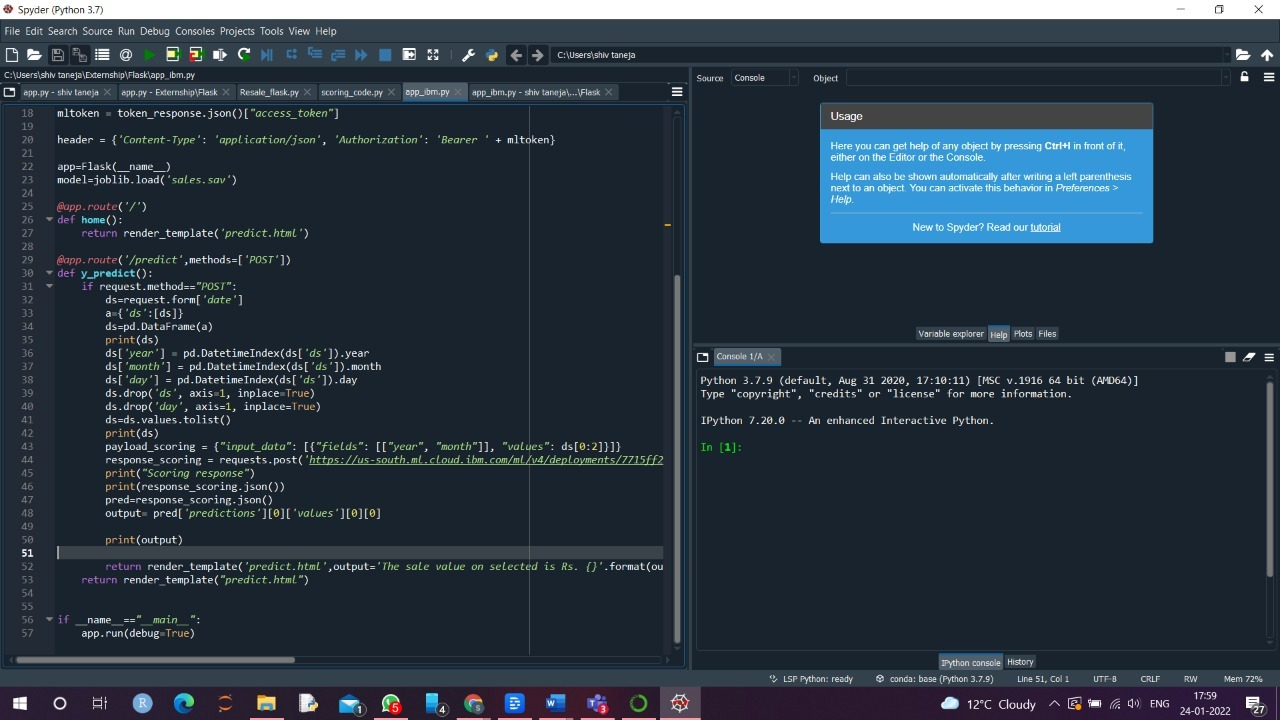 Spyder (Python 3.7)
File Edit Search Source Run Debug Consoles Projects Tools View Help
C:\Users\shiv taneja
C:\Users\shiv taneja\Externship\Flask\app_ibm.py
app.py - shiv taneja
app.py - Externship\Flask
Resale_flask.py
scoring_code.py
app_ibm.py
app_ibm.py - shiv taneja\...\Flask
18 mltoken = token_response.json()["access_token"]
19
20 header = {'Content-Type': 'application/json', 'Authorization': 'Bearer ' + mltoken}
21
22 app=Flask(__name__)
23 model=joblib.load('sales.sav')
24
25 @app.route('/')
26 def home():
27 return render_template('predict.html')
28
29 @app.route('/predict',methods=['POST'])
30 def y_predict():
31 if request.method=="POST":
32 ds=request.form['date']
33 a={'ds':[ds]}
34 ds=pd.DataFrame(a)
35 print(ds)
36 ds['year'] = pd.DatetimeIndex(ds['ds']).year
37 ds['month'] = pd.DatetimeIndex(ds['ds']).month
38 ds['day'] = pd.DatetimeIndex(ds['ds']).day
39 ds.drop('ds', axis=1, inplace=True)
40 ds.drop('day', axis=1, inplace=True)
41 ds=ds.values.tolist()
42 print(ds)
43 payload_scoring = {"input_data": [{"fields": [["year", "month"]], "values": ds[0:2]}]}
44 response_scoring = requests.post('https://us-south.ml.cloud.ibm.com/ml/v4/deployments/7715ff2
45 print("Scoring response")
46 print(response_scoring.json())
47 pred=response_scoring.json()
48 output= pred['predictions'][0]['values'][0][0]
49
50 print(output)
51
52 return render_template('predict.html',output='The sale value on selected is Rs. {}'.format(ou
53 return render_template("predict.html")
54
55
56 if __name__=="__main__":
57 app.run(debug=True)
Source Console Object
Usage
Here you can get help of any object by pressing Ctrl+I in front of it,
either on the Editor or the Console.
Help can also be shown automatically after writing a left parenthesis
next to an object. You can activate this behavior in Preferences >
Help.
New to Spyder? Read our tutorial
Variable explorer Help Plots Files
Console 1/A
Python 3.7.9 (default, Aug 31 2020, 17:10:11) [MSC v.1916 64 bit (AMD64)]
Type "copyright", "credits" or "license" for more information.
IPython 7.20.0 -- An enhanced Interactive Python.
In [1]:
IPython console History
LSP Python: ready conda: base (Python 3.7.9) Line 51, Col 1 UTF-8 CRLF RW Mem 72%
R 1 5 4 W 3 12°C Cloudy ENG 17:59
24-01-2022 27